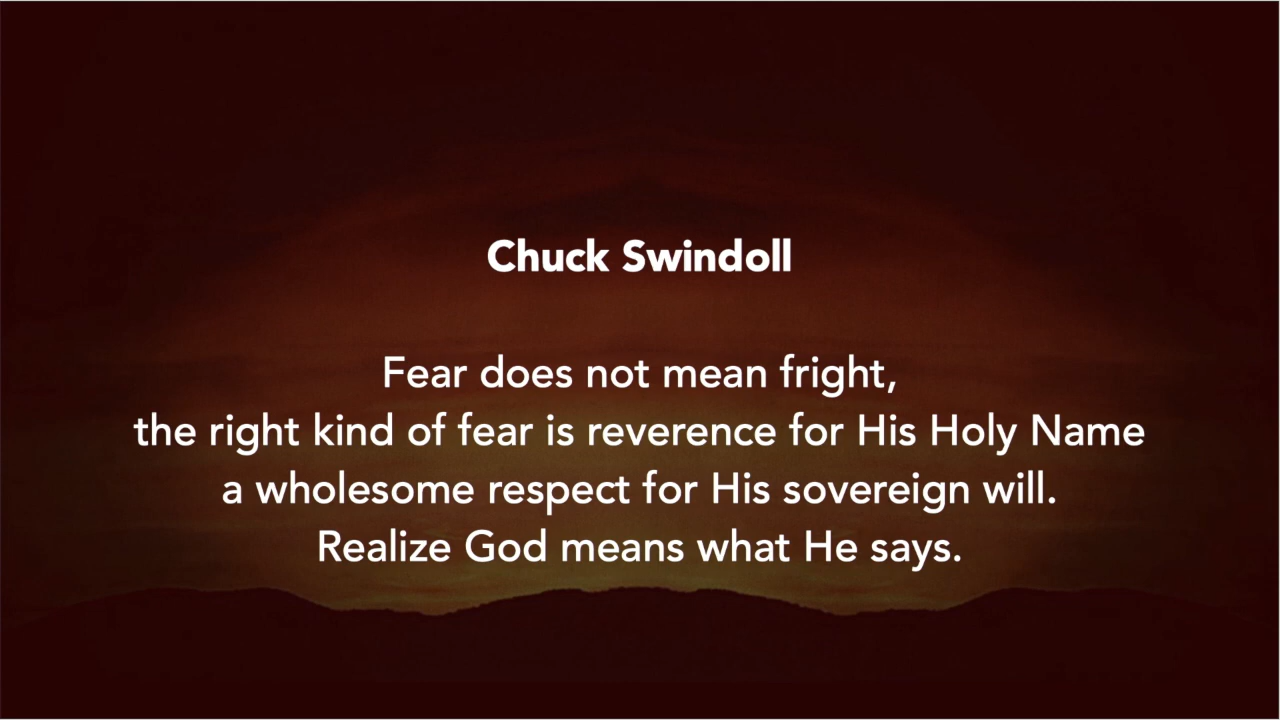 Chuck Swindoll
Fear does not mean fright,
the right kind of fear is reverence for His Holy Name
a wholesome respect for His sovereign will.
Realize God means what He says.